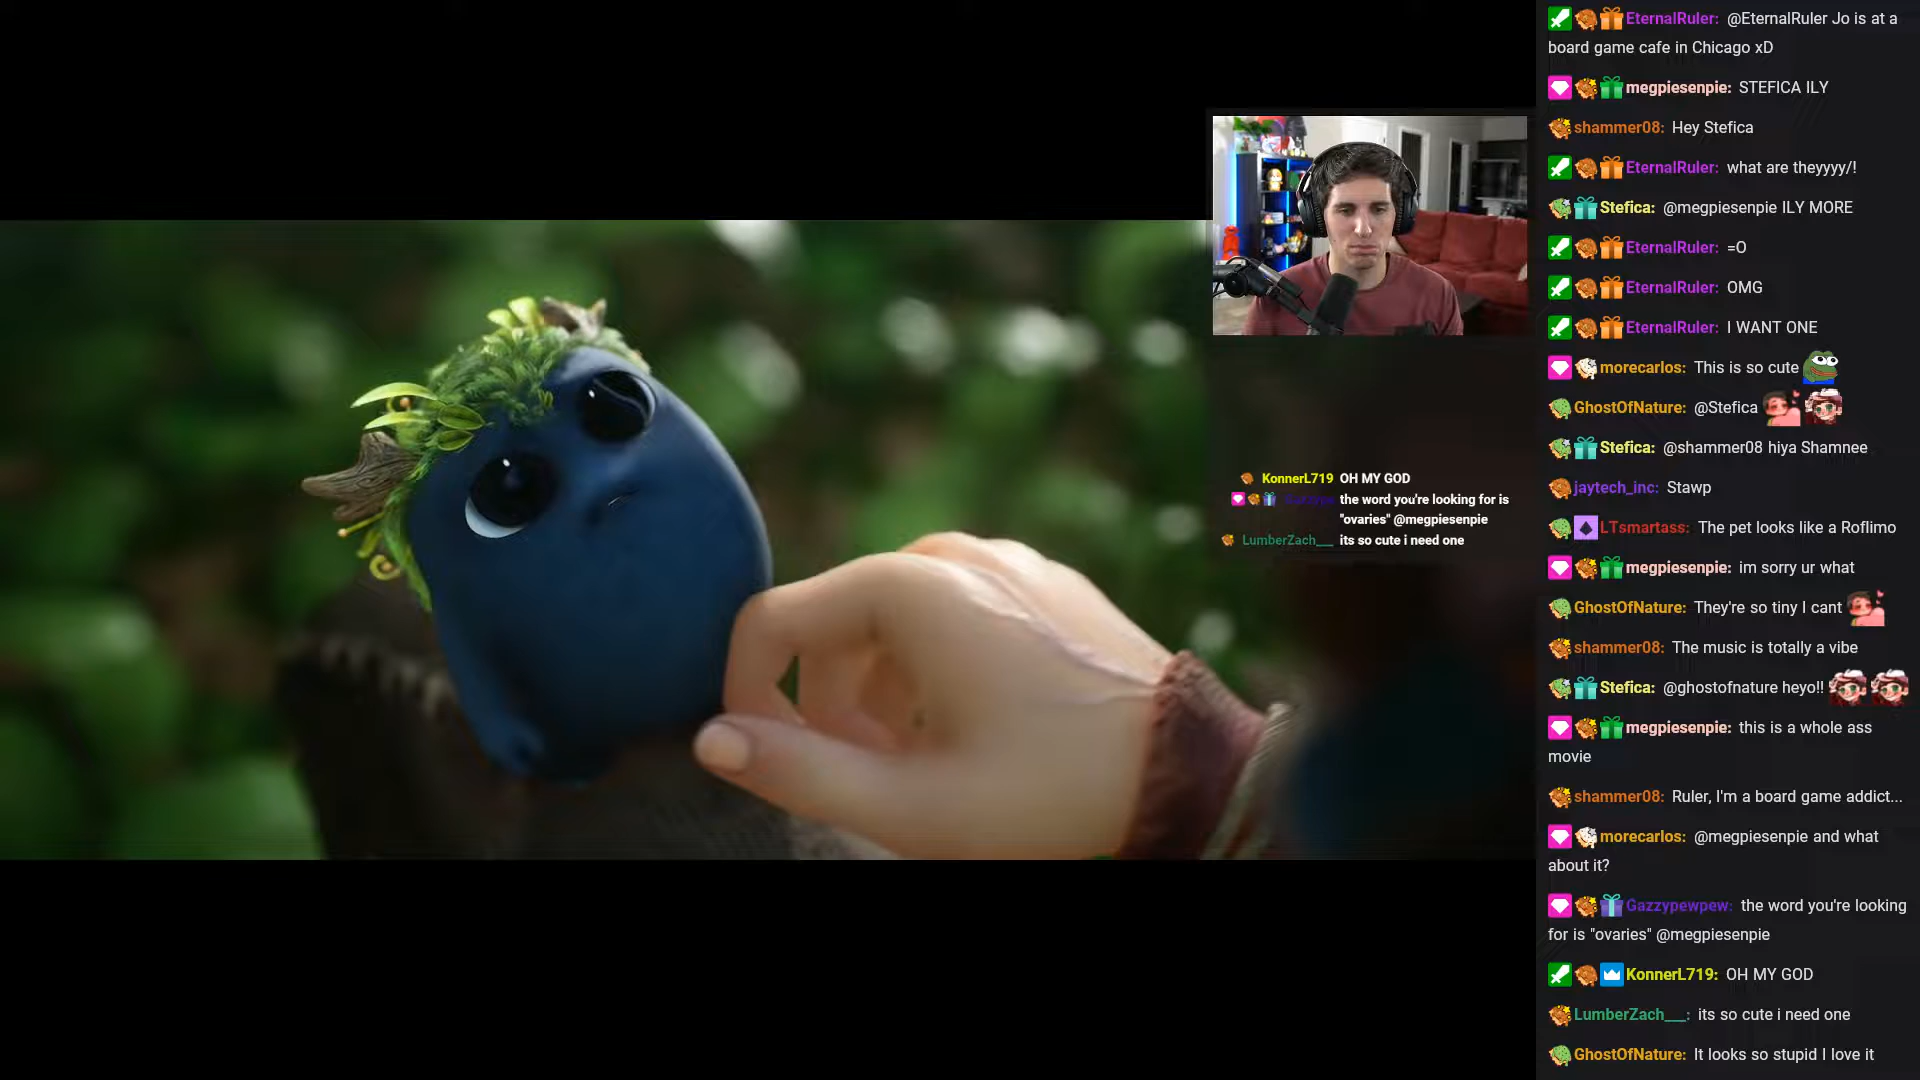 KonnerL719 OH MY GOD
Gazzype the word you're looking for is
"ovaries" @megpiesenpie
LumberZach___ its so cute i need one
EternalRuler: @EternalRuler Jo is at a
board game cafe in Chicago xD
megpiesenpie: STEFICA ILY
shammer08: Hey Stefica
EternalRuler: what are theyyyy/!
Stefica: @megpiesenpie ILY MORE
EternalRuler: =O
EternalRuler: OMG
EternalRuler: I WANT ONE
morecarlos: This is so cute
GhostOfNature: @Stefica
Stefica: @shammer08 hiya Shamnee
jaytech_inc: Stawp
LTsmartass: The pet looks like a Roflimo
megpiesenpie: im sorry ur what
GhostOfNature: They're so tiny I cant
shammer08: The music is totally a vibe
Stefica: @ghostofnature heyo!!
megpiesenpie: this is a whole ass
movie
shammer08: Ruler, I'm a board game addict...
morecarlos: @megpiesenpie and what
about it?
Gazzypewpew: the word you're looking
for is "ovaries" @megpiesenpie
KonnerL719: OH MY GOD
LumberZach___: its so cute i need one
GhostOfNature: It looks so stupid I love it